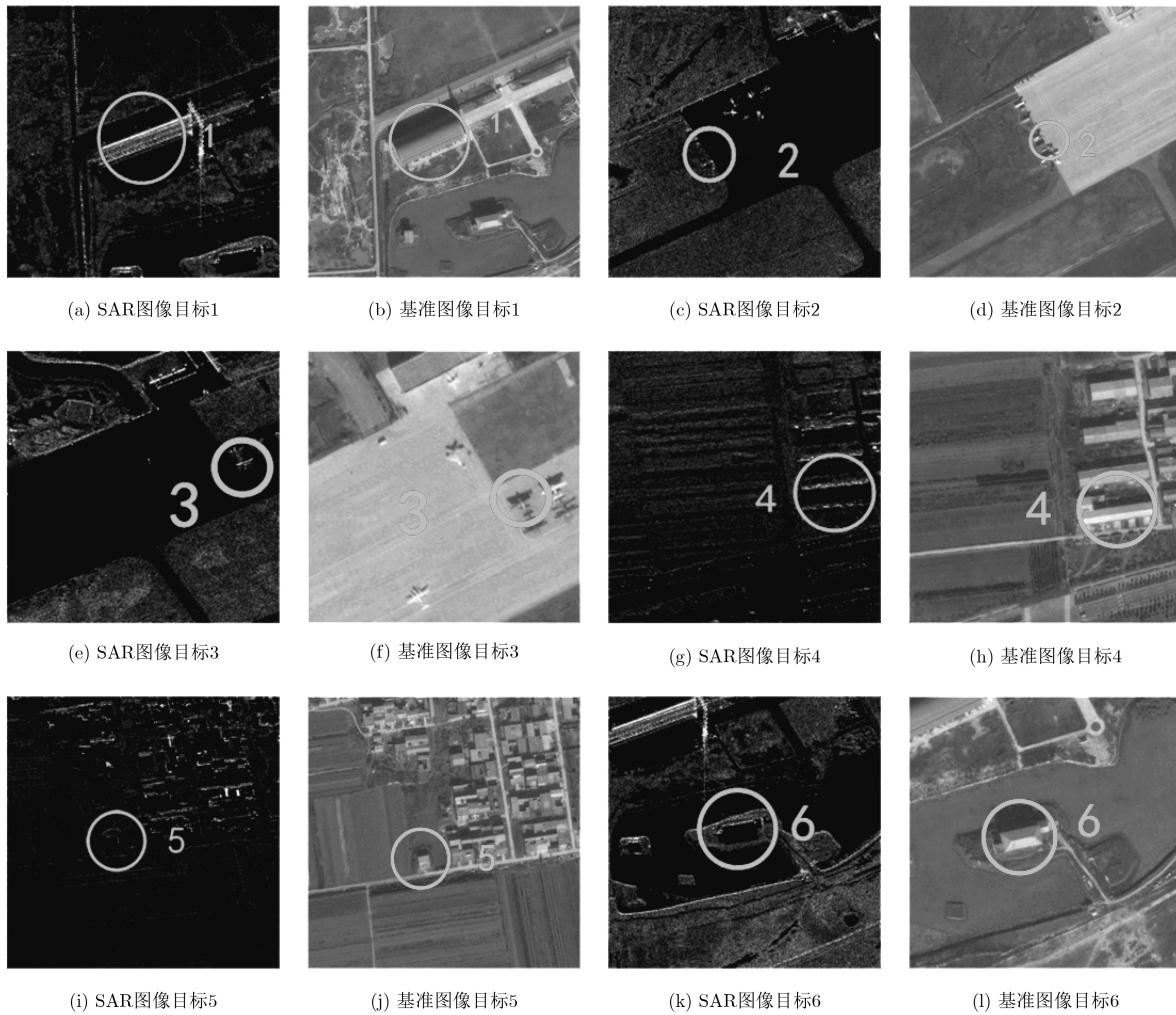 1
1
2
2
(a) SAR图像目标1
(b) 基准图像目标1
(c) SAR图像目标2
(d) 基准图像目标2
3
3
4
4
(e) SAR图像目标3
(f) 基准图像目标3
(g) SAR图像目标4
(h) 基准图像目标4
5
5
6
6
(i) SAR图像目标5
(j) 基准图像目标5
(k) SAR图像目标6
(l) 基准图像目标6